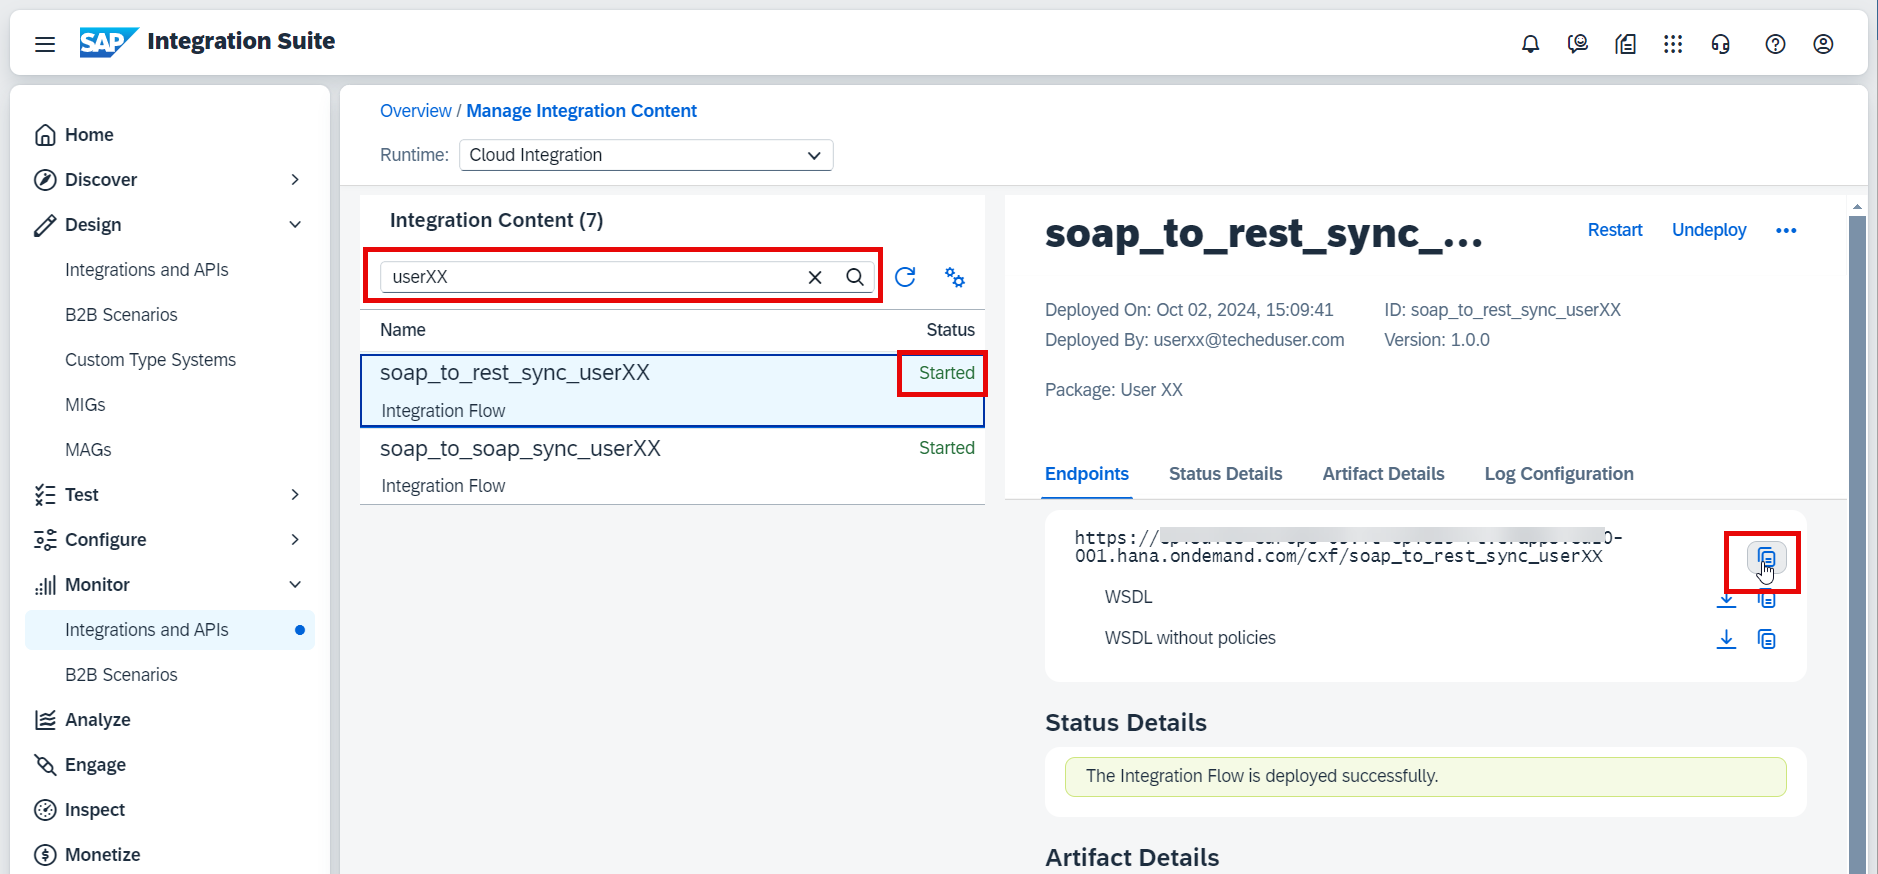 SAP Integration Suite
Home
Discover
Design
Integrations and APIs
B2B Scenarios
Custom Type Systems
MIGs
MAGs
Test
Configure
Monitor
Integrations and APIs
B2B Scenarios
Analyze
Engage
Inspect
Monetize
Overview / Manage Integration Content
Runtime: Cloud Integration
Integration Content (7)
userXX
Name Status
soap_to_rest_sync_userXX Started
Integration Flow
soap_to_soap_sync_userXX Started
Integration Flow
soap_to_rest_sync_... Restart Undeploy
Deployed On: Oct 02, 2024, 15:09:41 ID: soap_to_rest_sync_userXX
Deployed By: userxx@techeduser.com Version: 1.0.0
Package: User XX
Endpoints Status Details Artifact Details Log Configuration
https://
001.hana.ondemand.com/cxf/soap_to_rest_sync_userXX
WSDL
WSDL without policies
Status Details
The Integration Flow is deployed successfully.
Artifact Details